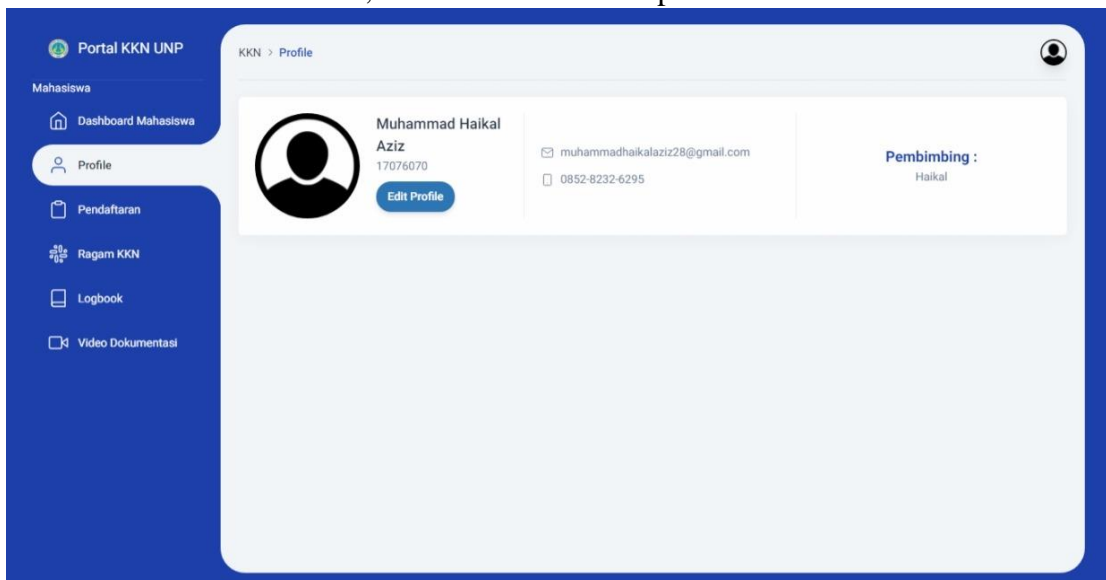 Portal KKN UNP
Mahasiswa
Dashboard Mahasiswa
Profile
Pendaftaran
Ragam KKN
Logbook
Video Dokumentasi
KKN > Profile
Muhammad Haikal
Aziz
17076070
Edit Profile
muhammadhaikalaziz28@gmail.com
0852-8232-6295
Pembimbing :
Haikal